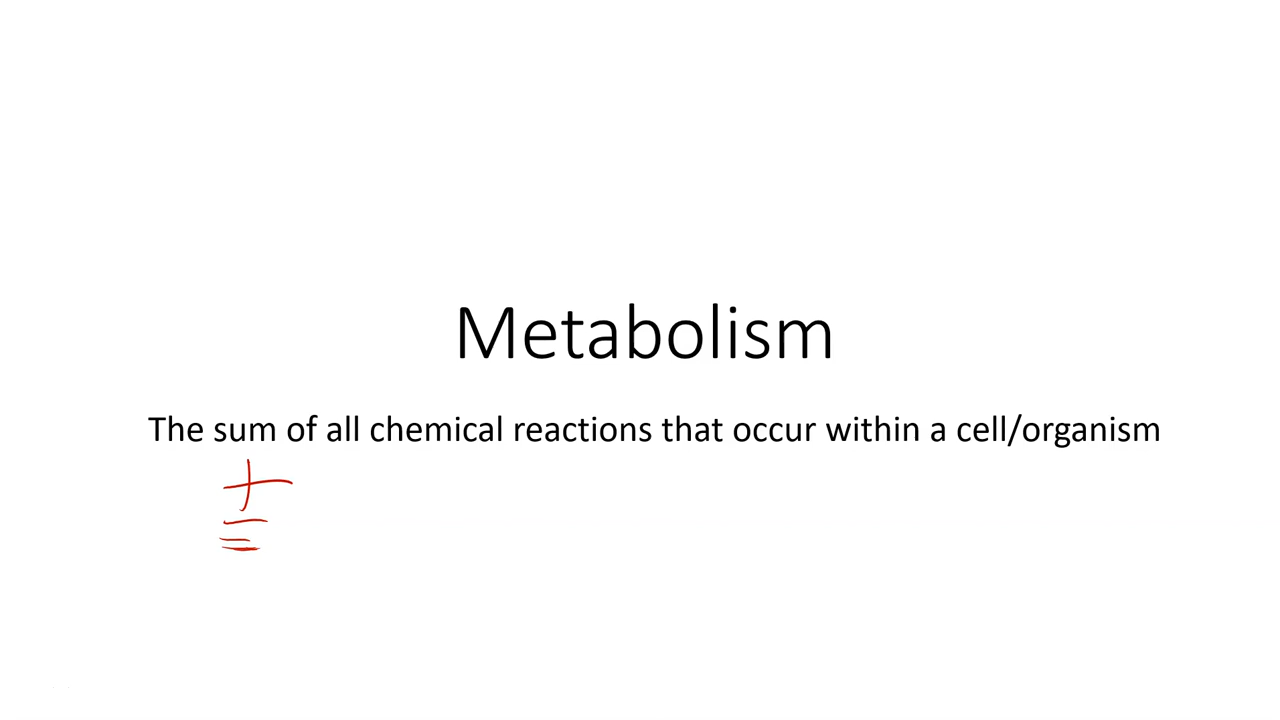 Metabolism
The sum of all chemical reactions that occur within a cell/organism
+
−
=